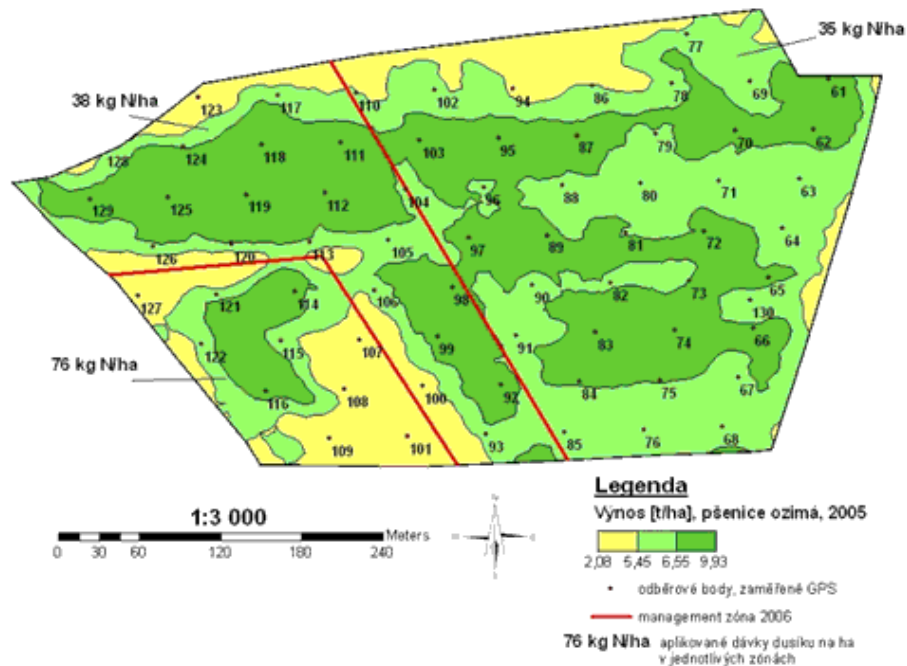 35 kg N/ha
77
38 kg N/ha
123 117 110 102 94 86 78 69 61
128 124 118 111 103 95 87 79 70 62
129 125 119 112 104 96 88 80 71 63
126 120 113 105 97 89 81 72 64
127 121 114 106 98 90 82 73 65
130
122 115 107 99 91 83 74 66
76 kg N/ha
116 108 100 92 84 75 67
109 101 93 85 76 68
Legenda
Výnos [t/ha], pšenice ozimá, 2005
2,08 5,45 6,55 9,93
odběrové body, zaměřené GPS
management zóna 2006
76 kg N/ha aplikované dávky dusíku na ha
v jednotlivých zónách
1:3 000
Meters
0 30 60 120 180 240